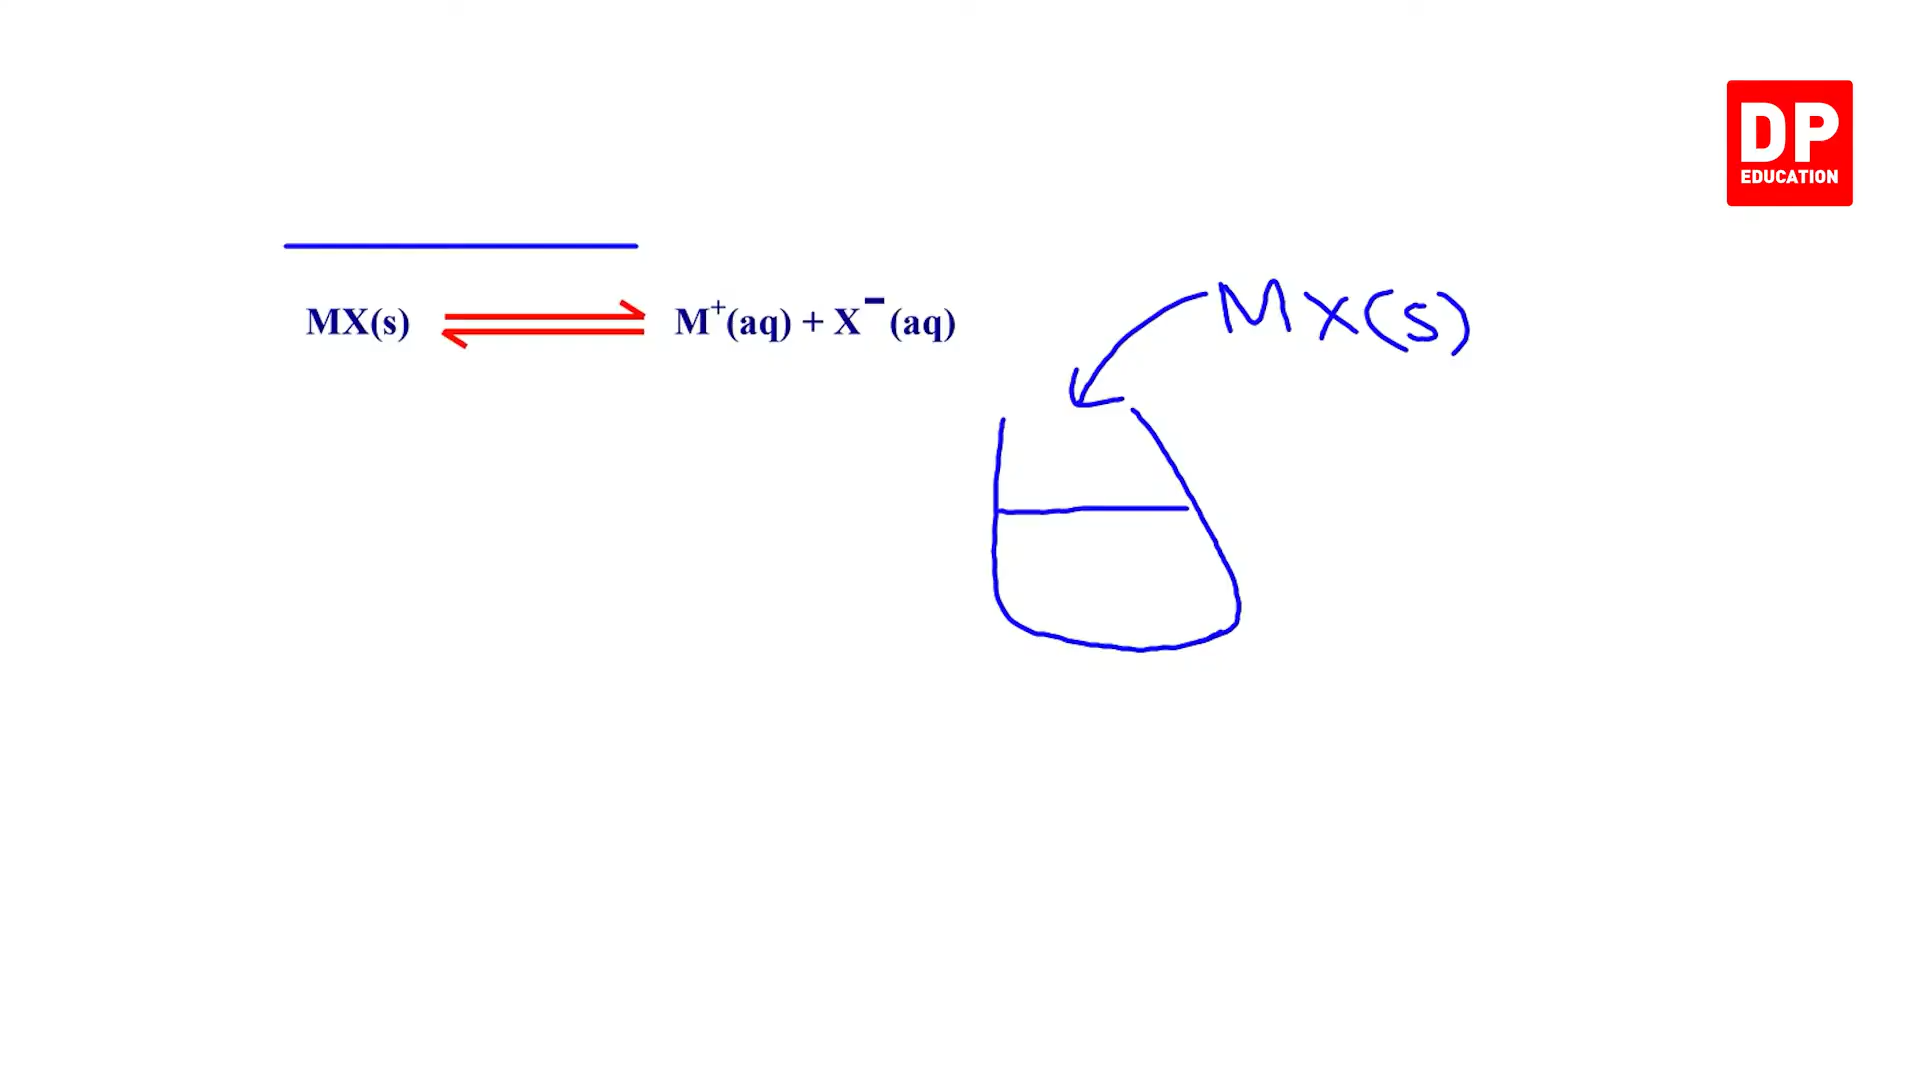 DP
EDUCATION
MX(s) ⇌ M⁺(aq) + X⁻(aq)
MX(s)